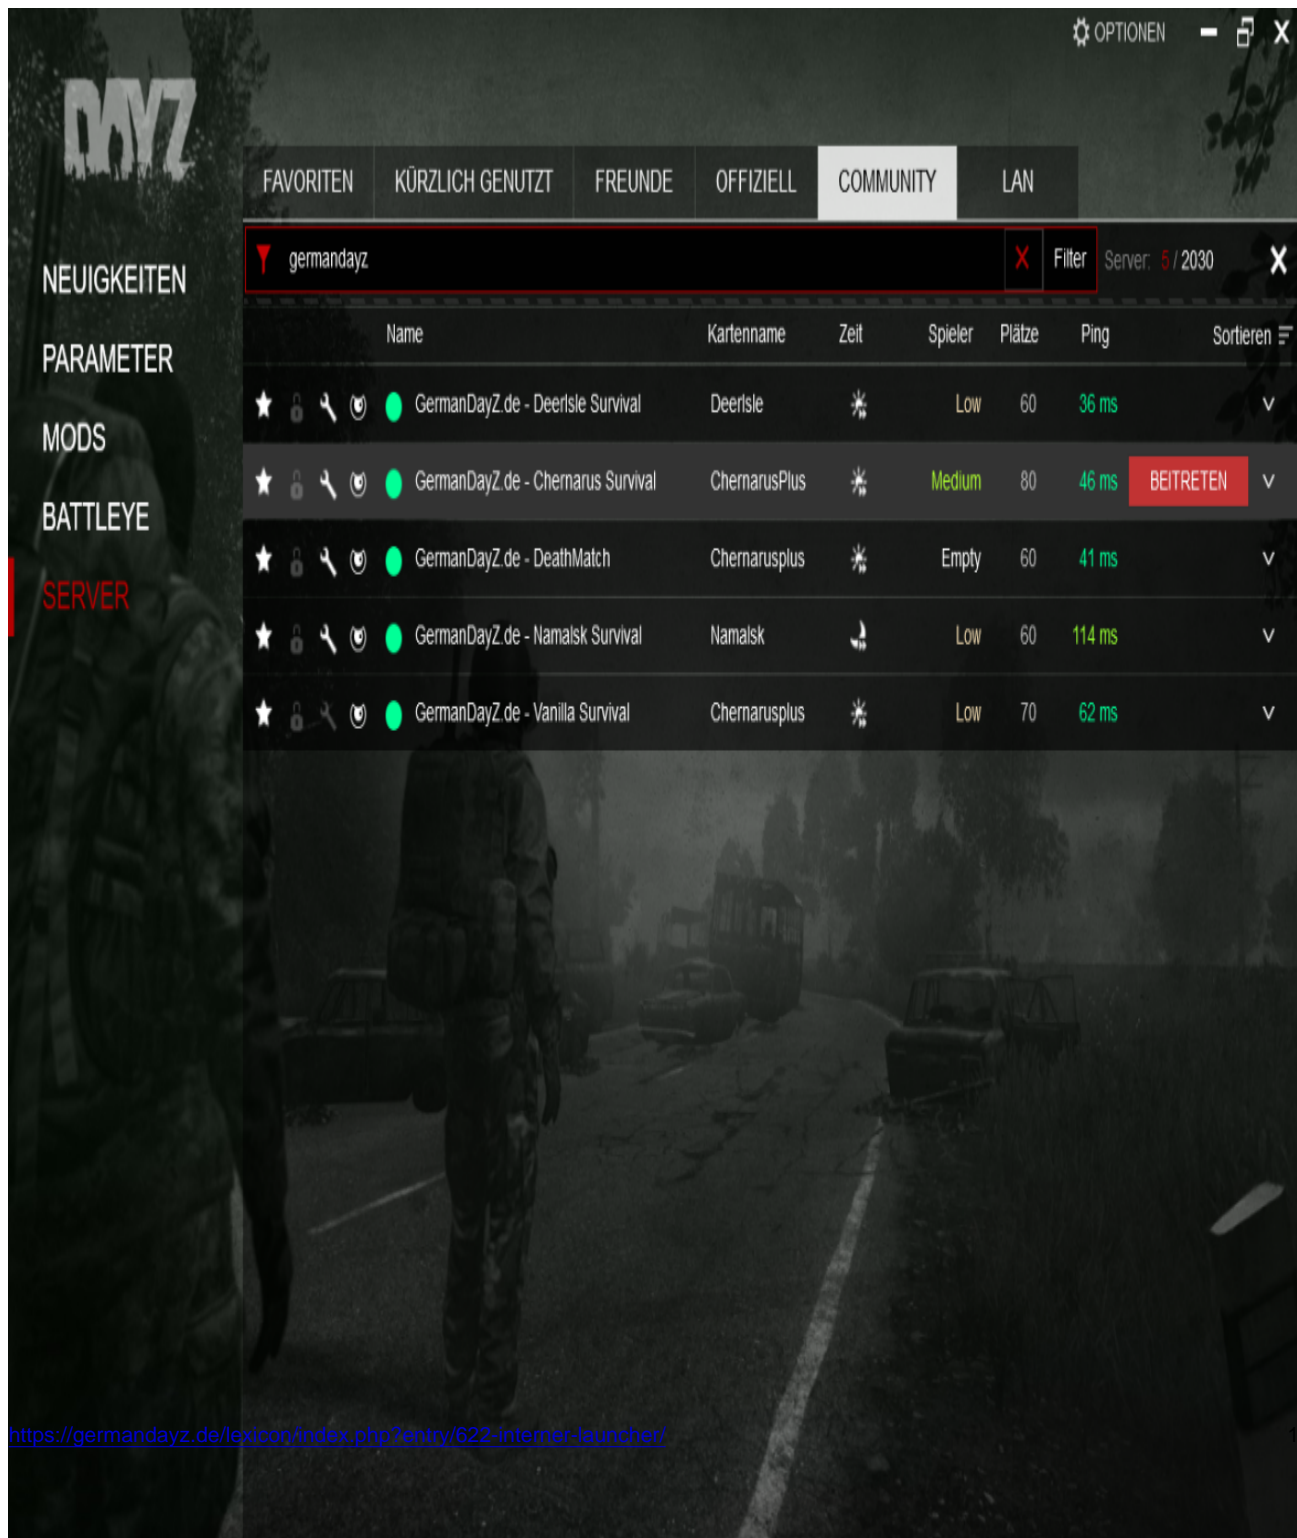 OPTIONEN
DAYZ
FAVORITEN KÜRZLICH GENUTZT FREUNDE OFFIZIELL COMMUNITY LAN
germandayz Filter Server: 5 / 2030
NEUIGKEITEN
PARAMETER
MODS
BATTLEYE
SERVER
Name Kartenname Zeit Spieler Plätze Ping Sortieren
GermanDayZ.de - DeerIsle Survival DeerIsle Low 60 36 ms
GermanDayZ.de - Chernarus Survival ChernarusPlus Medium 80 46 ms BEITRETEN
GermanDayZ.de - DeathMatch Chernarusplus Empty 60 41 ms
GermanDayZ.de - Namalsk Survival Namalsk Low 60 114 ms
GermanDayZ.de - Vanilla Survival Chernarusplus Low 70 62 ms
https://germandayz.de/lexicon/index.php?entry/622-interner-launcher/ 1